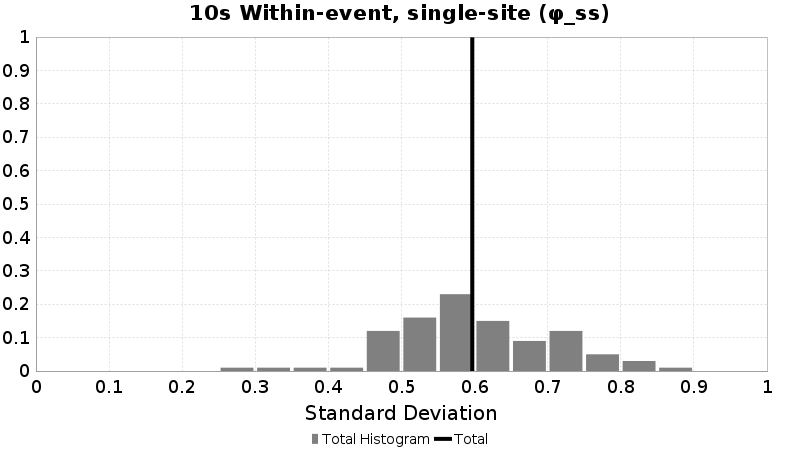 10s Within-event, single-site (φ_ss)
1
0.9
0.8
0.7
0.6
0.5
0.4
0.3
0.2
0.1
0
0 0.1 0.2 0.3 0.4 0.5 0.6 0.7 0.8 0.9 1
Standard Deviation
Total Histogram Total